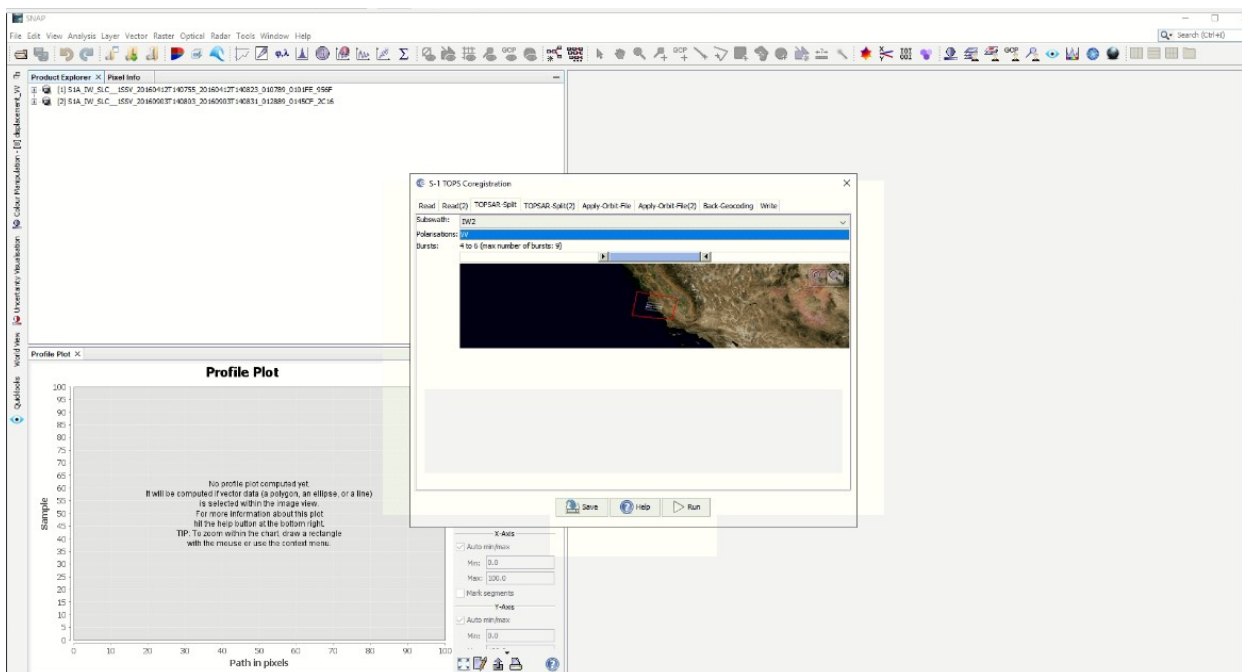 SNAP
File Edit View Analysis Layer Vector Raster Optical Radar Tools Window Help
Search (Ctrl+I)
Product Explorer × Pixel Info
[1] S1A_IW_SLC__1SSV_20160412T140755_20160412T140823_010789_0101FE_956F
[2] S1A_IW_SLC__1SSV_20160903T140803_20160903T140831_012889_0145CF_2C16
Colour Manipulation - [8] displacement_VV
Uncertainty Visualisation
World View
Quicklooks
S-1 TOPS Coregistration
Read Read(2) TOPSAR-Split TOPSAR-Split(2) Apply-Orbit-File Apply-Orbit-File(2) Back-Geocoding Write
Subswath: IW2
Polarisations: VV
Bursts: 4 to 6 (max number of bursts: 9)
Save Help Run
Profile Plot ×
Profile Plot
100
95
90
85
80
75
70
65
60
55
50
45
40
35
30
25
20
15
10
5
0
Sample
No profile plot computed yet.
It will be computed if vector data (a polygon, an ellipse, or a line)
is selected within the image view.
For more information about this plot
hit the help button at the bottom right.
TIP: To zoom within the chart, draw a rectangle
with the mouse or use the context menu.
0 10 20 30 40 50 60 70 80 90 100
Path in pixels
X-Axis
Auto min/max
Min: 0.0
Max: 100.0
Mark segments
Y-Axis
Auto min/max
Min: 0.0